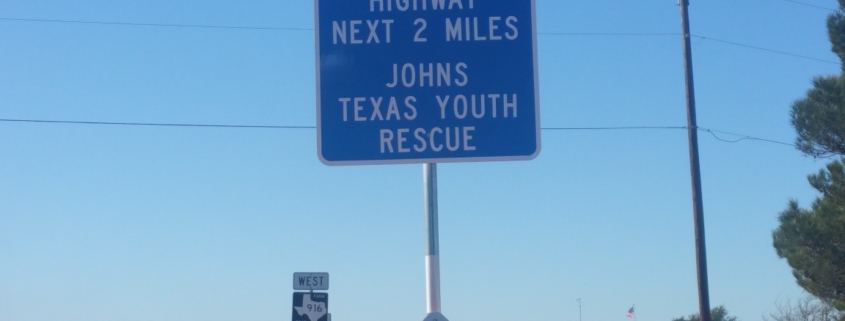 HIGHWAY
NEXT 2 MILES
JOHNS
TEXAS YOUTH
RESCUE
WEST
916